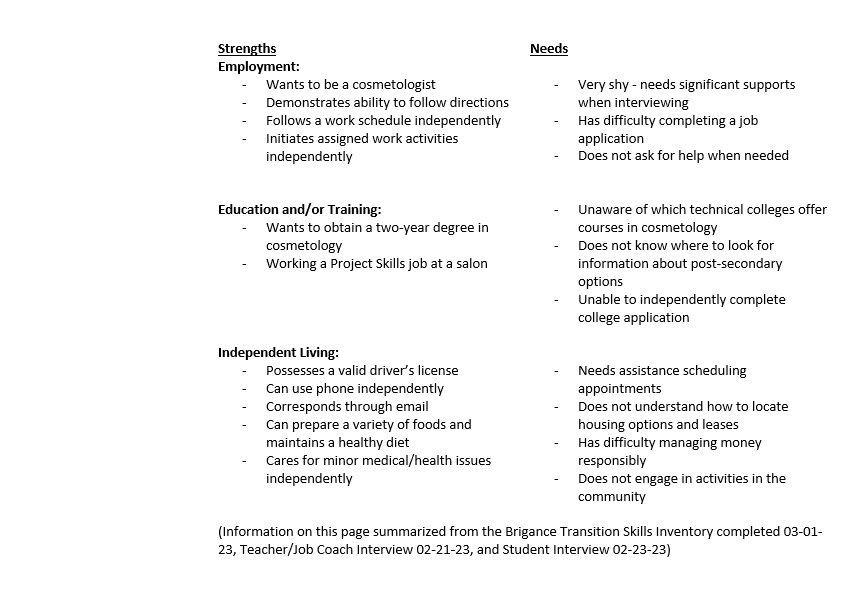 Strengths
Needs
Employment:
- Wants to be a cosmetologist
- Demonstrates ability to follow directions
- Follows a work schedule independently
- Initiates assigned work activities
independently
- Very shy - needs significant supports
when interviewing
- Has difficulty completing a job
application
- Does not ask for help when needed
Education and/or Training:
- Wants to obtain a two-year degree in
cosmetology
- Working a Project Skills job at a salon
- Unaware of which technical colleges offer
courses in cosmetology
- Does not know where to look for
information about post-secondary
options
- Unable to independently complete
college application
Independent Living:
- Possesses a valid driver’s license
- Can use phone independently
- Corresponds through email
- Can prepare a variety of foods and
maintains a healthy diet
- Cares for minor medical/health issues
independently
- Needs assistance scheduling
appointments
- Does not understand how to locate
housing options and leases
- Has difficulty managing money
responsibly
- Does not engage in activities in the
community
(Information on this page summarized from the Brigance Transition Skills Inventory completed 03-01-
23, Teacher/Job Coach Interview 02-21-23, and Student Interview 02-23-23)